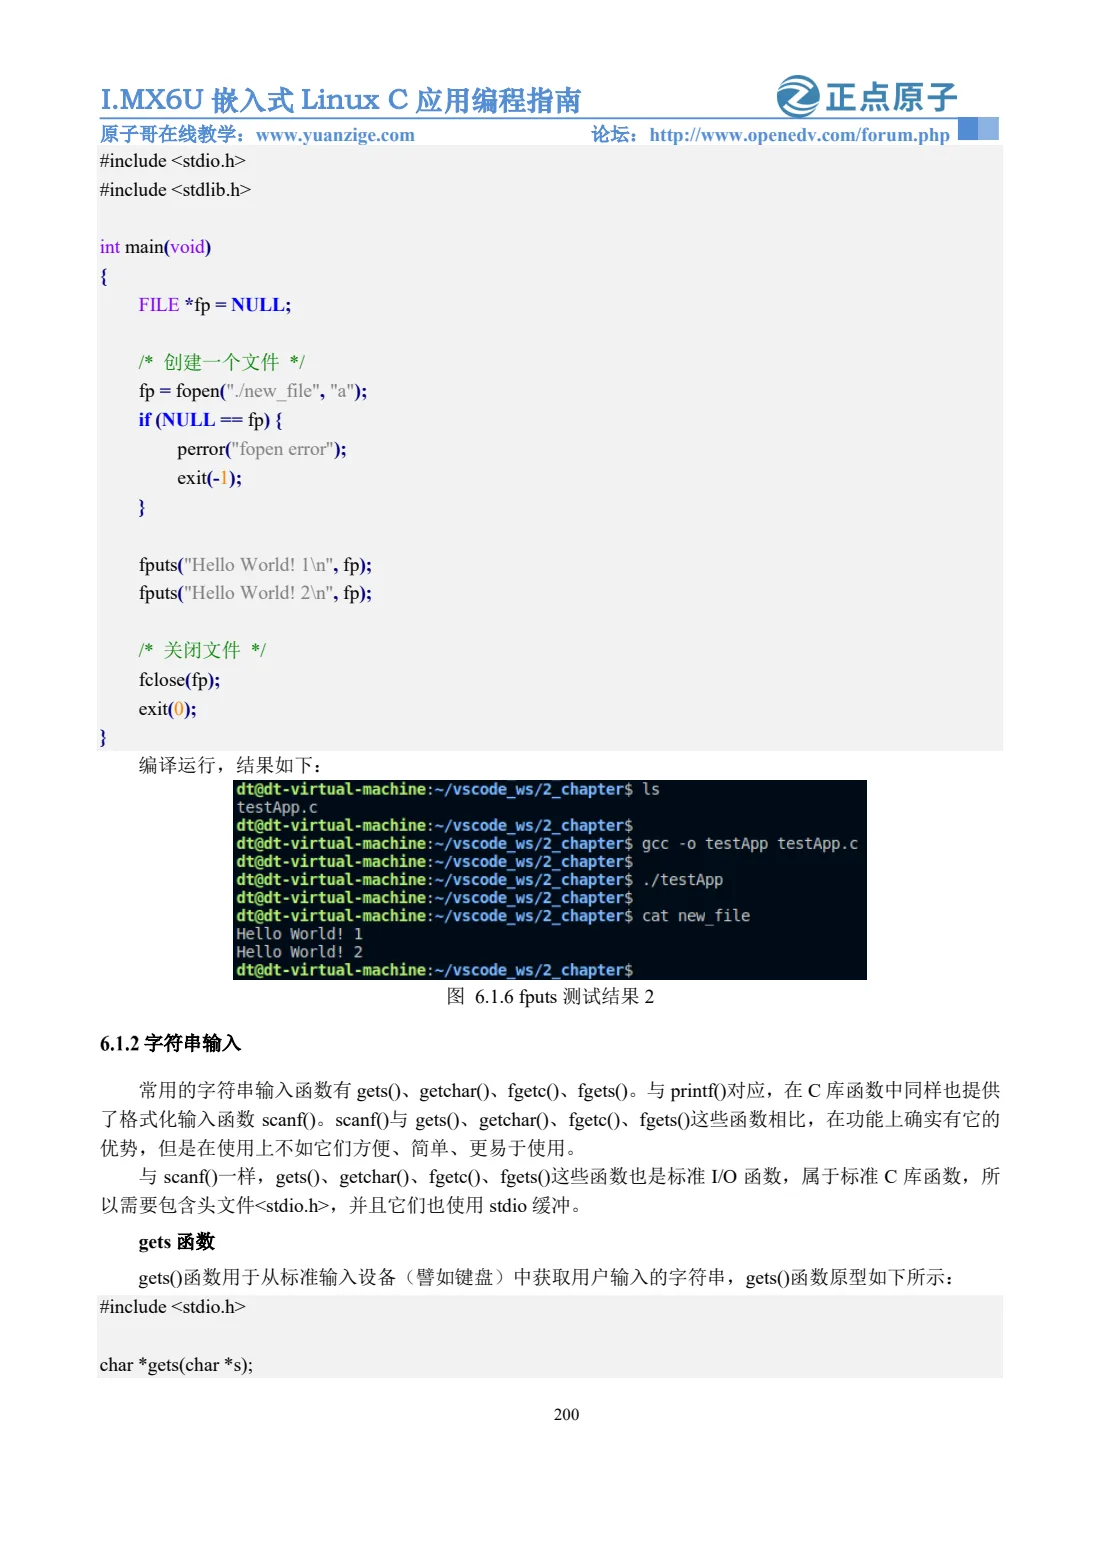 I.MX6U 嵌入式 Linux C 应用编程指南
正点原子
原子哥在线教学：www.yuanzige.com 论坛：http://www.openedv.com/forum.php
#include <stdio.h>
#include <stdlib.h>
int main(void)
{
FILE *fp = NULL;
/* 创建一个文件 */
fp = fopen("./new_file", "a");
if (NULL == fp) {
perror("fopen error");
exit(-1);
}
fputs("Hello World! 1\n", fp);
fputs("Hello World! 2\n", fp);
/* 关闭文件 */
fclose(fp);
exit(0);
}
编译运行，结果如下：
dt@dt-virtual-machine:~/vscode_ws/2_chapter$ ls
testApp.c
dt@dt-virtual-machine:~/vscode_ws/2_chapter$
dt@dt-virtual-machine:~/vscode_ws/2_chapter$ gcc -o testApp testApp.c
dt@dt-virtual-machine:~/vscode_ws/2_chapter$
dt@dt-virtual-machine:~/vscode_ws/2_chapter$ ./testApp
dt@dt-virtual-machine:~/vscode_ws/2_chapter$
dt@dt-virtual-machine:~/vscode_ws/2_chapter$ cat new_file
Hello World! 1
Hello World! 2
dt@dt-virtual-machine:~/vscode_ws/2_chapter$
图 6.1.6 fputs 测试结果 2
6.1.2 字符串输入
常用的字符串输入函数有 gets()、getchar()、fgetc()、fgets()。与 printf()对应，在 C 库函数中同样也提供
了格式化输入函数 scanf()。scanf()与 gets()、getchar()、fgetc()、fgets()这些函数相比，在功能上确实有它的
优势，但是在使用上不如它们方便、简单、更易于使用。
与 scanf()一样，gets()、getchar()、fgetc()、fgets()这些函数也是标准 I/O 函数，属于标准 C 库函数，所
以需要包含头文件<stdio.h>，并且它们也使用 stdio 缓冲。
gets 函数
gets()函数用于从标准输入设备（譬如键盘）中获取用户输入的字符串，gets()函数原型如下所示：
#include <stdio.h>
char *gets(char *s);
200